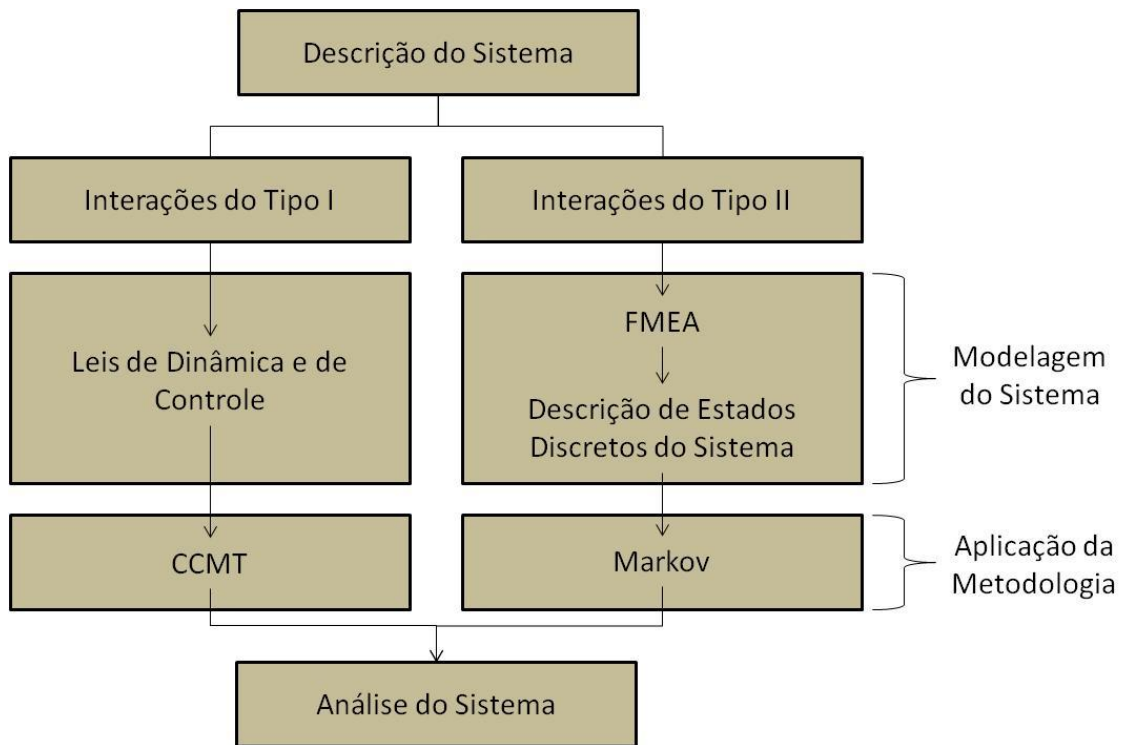 Descrição do Sistema
Interações do Tipo I
Interações do Tipo II
Leis de Dinâmica e de
Controle
FMEA
Descrição de Estados
Discretos do Sistema
Modelagem
do Sistema
CCMT
Markov
Aplicação da
Metodologia
Análise do Sistema